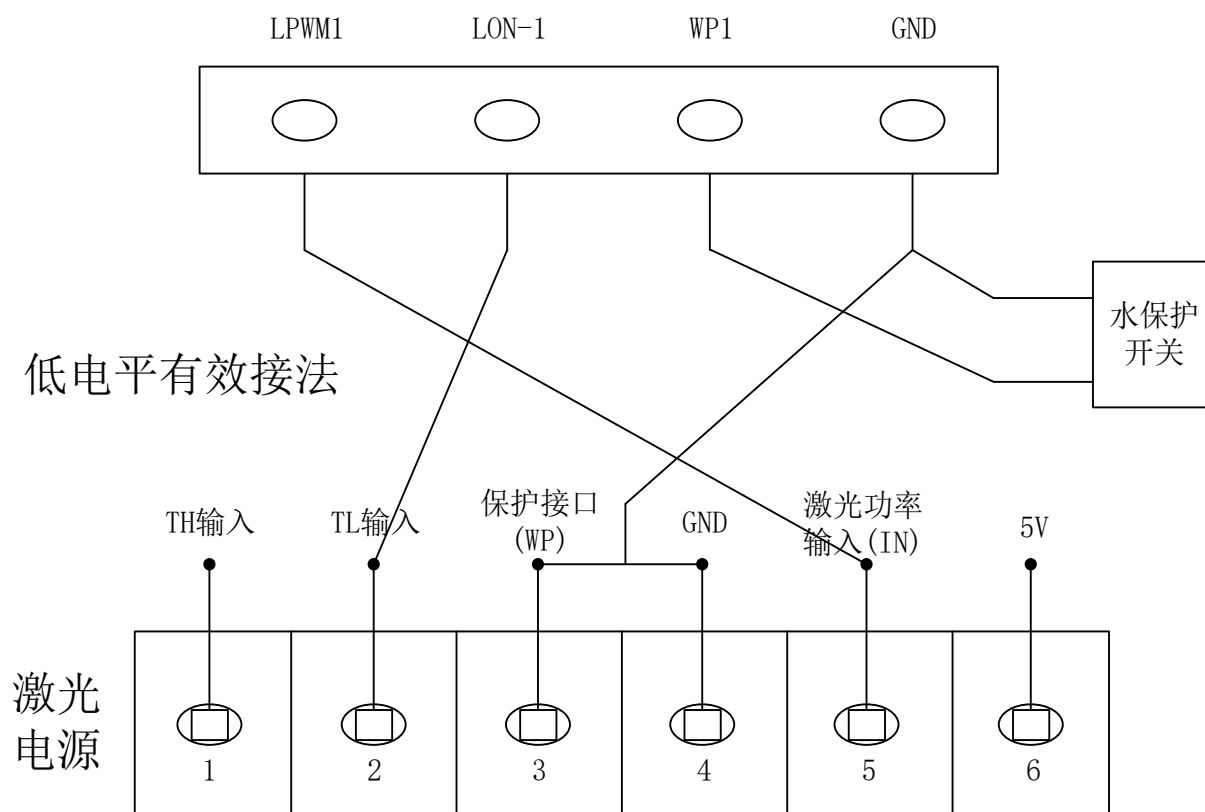 LPWM1 LON-1 WP1 GND
水保护
开关
低电平有效接法
TH输入 TL输入 保护接口
(WP) GND 激光功率
输入(IN) 5V
激光
电源
1 2 3 4 5 6